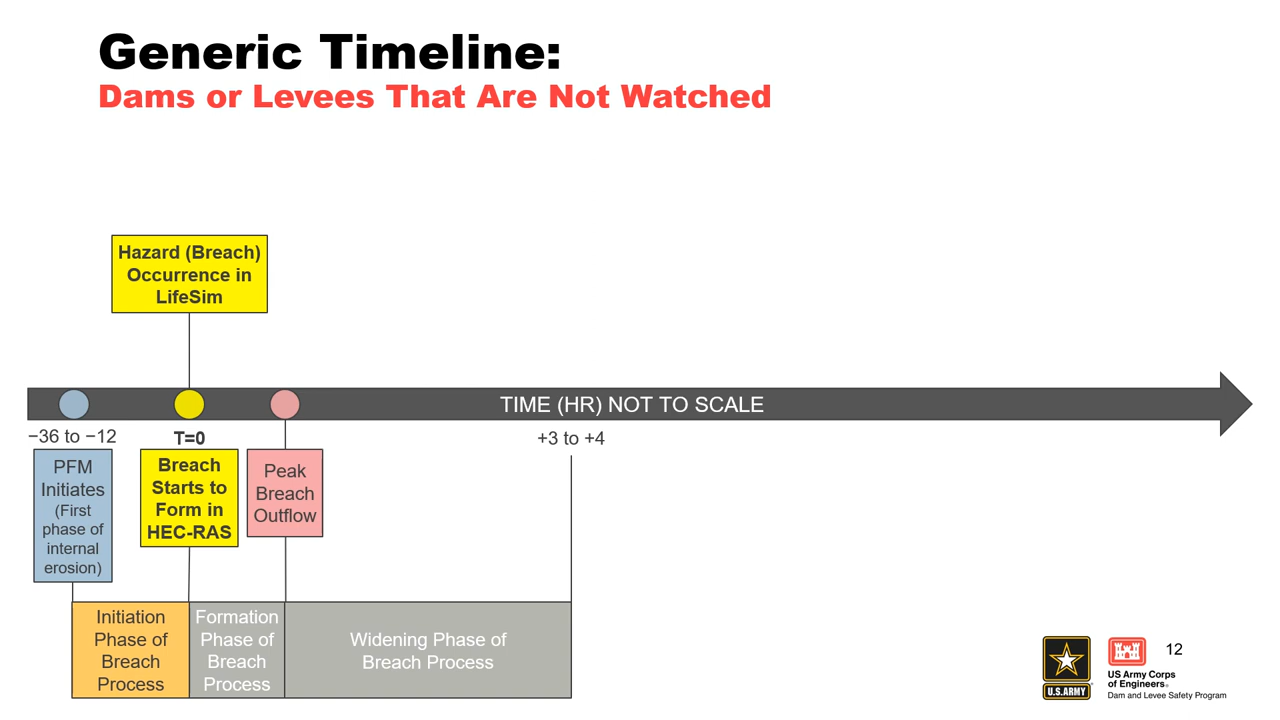 Generic Timeline:
Dams or Levees That Are Not Watched
Hazard (Breach)
Occurrence in
LifeSim
TIME (HR) NOT TO SCALE
−36 to −12
T=0
+3 to +4
PFM
Initiates
(First
phase of
internal
erosion)
Breach
Starts to
Form in
HEC-RAS
Peak
Breach
Outflow
Initiation
Phase of
Breach
Process
Formation
Phase of
Breach
Process
Widening Phase of
Breach Process
U.S.ARMY
US Army Corps
of Engineers®
Dam and Levee Safety Program
12